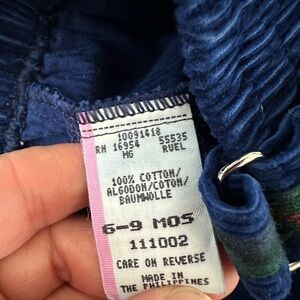 10091418
RN 16954 55535
MG RUEL
100% COTTON/
ALGODON/COTON/
BAUMWOLLE
6-9 MOS
111002
CARE ON REVERSE
MADE IN
THE PHILIPPINES